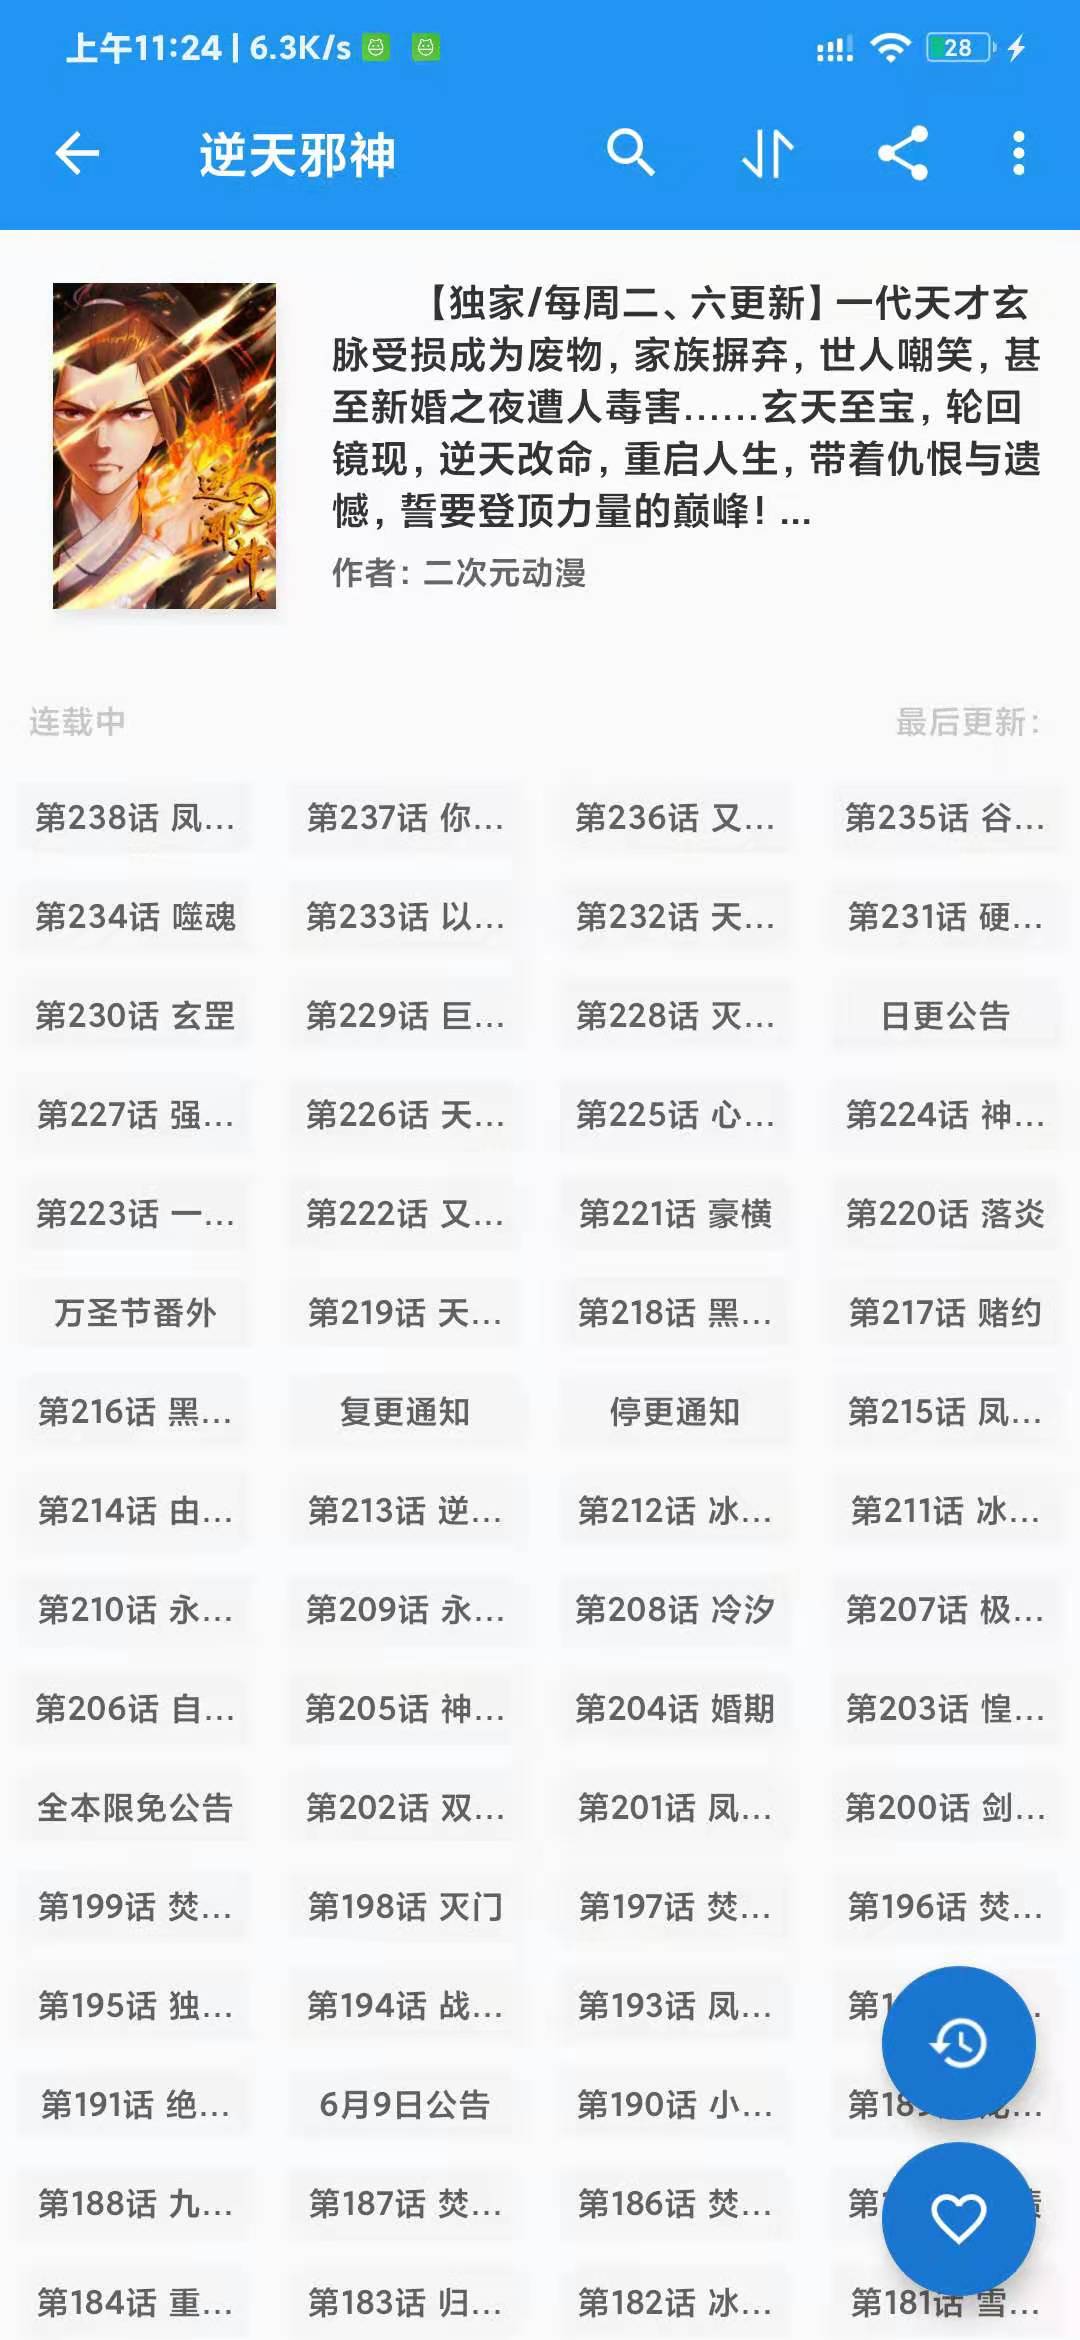 上午11:24 | 6.3K/s
28
逆天邪神
【独家/每周二、六更新】一代天才玄
脉受损成为废物，家族摒弃，世人嘲笑，甚
至新婚之夜遭人毒害......玄天至宝，轮回
镜现，逆天改命，重启人生，带着仇恨与遗
憾，誓要登顶力量的巅峰！...
逆天邪神
作者：二次元动漫
连载中 最后更新：
第238话 凤... 第237话 你... 第236话 又... 第235话 谷...
第234话 噬魂 第233话 以... 第232话 天... 第231话 硬...
第230话 玄罡 第229话 巨... 第228话 灭... 日更公告
第227话 强... 第226话 天... 第225话 心... 第224话 神...
第223话 一... 第222话 又... 第221话 豪横 第220话 落炎
万圣节番外 第219话 天... 第218话 黑... 第217话 赌约
第216话 黑... 复更通知 停更通知 第215话 凤...
第214话 由... 第213话 逆... 第212话 冰... 第211话 冰...
第210话 永... 第209话 永... 第208话 冷汐 第207话 极...
第206话 自... 第205话 神... 第204话 婚期 第203话 惶...
全本限免公告 第202话 双... 第201话 凤... 第200话 剑...
第199话 焚... 第198话 灭门 第197话 焚... 第196话 焚...
第195话 独... 第194话 战... 第193话 凤... 第1
第191话 绝... 6月9日公告 第190话 小... 第18
第188话 九... 第187话 焚... 第186话 焚... 第
第184话 重... 第183话 归... 第182话 冰... 第181话 雪...